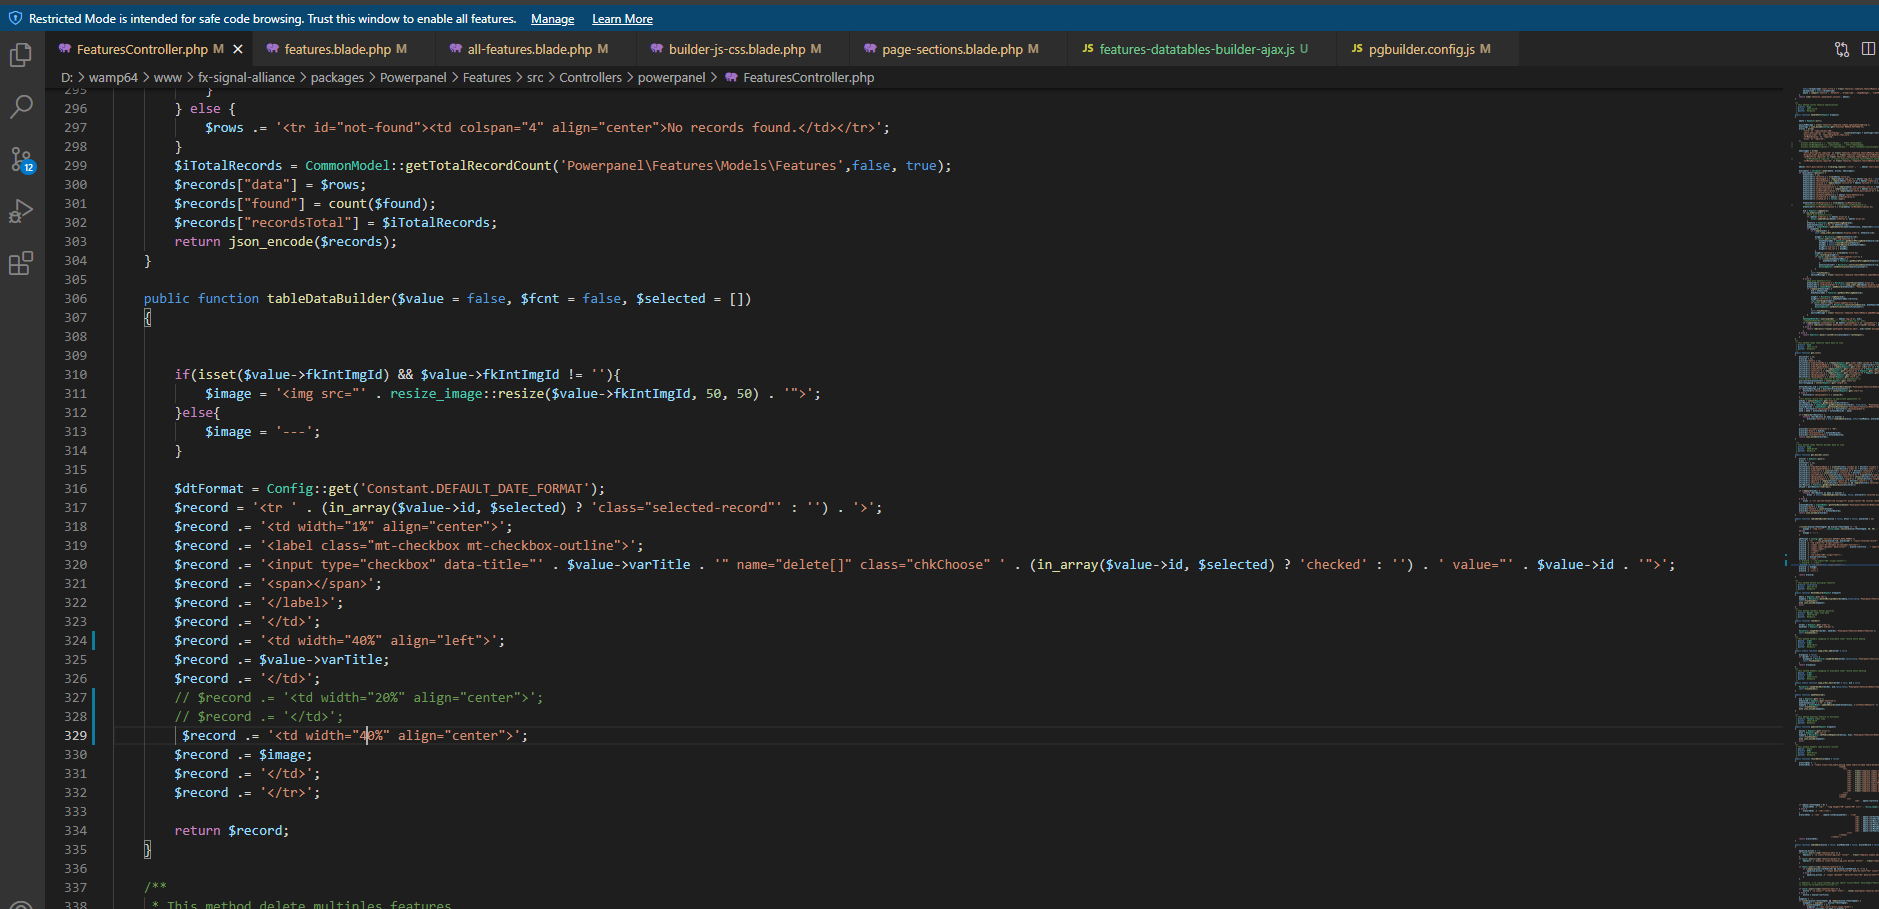 Restricted Mode is intended for safe code browsing. Trust this window to enable all features. Manage Learn More
FeaturesController.php M features.blade.php M all-features.blade.php M builder-js-css.blade.php M page-sections.blade.php M JS features-datatables-builder-ajax.js U JS pgbuilder.config.js M
D: > wamp64 > www > fx-signal-alliance > packages > Powerpanel > Features > src > Controllers > powerpanel > FeaturesController.php
295 }
296 } else {
297 $rows .= '<tr id="not-found"><td colspan="4" align="center">No records found.</td></tr>';
298 }
299 $iTotalRecords = CommonModel::getTotalRecordCount('Powerpanel\Features\Models\Features',false, true);
300 $records["data"] = $rows;
301 $records["found"] = count($found);
302 $records["recordsTotal"] = $iTotalRecords;
303 return json_encode($records);
304 }
305
306 public function tableDataBuilder($value = false, $fcnt = false, $selected = [])
307 {
308
309
310 if(isset($value->fkIntImgId) && $value->fkIntImgId != ''){
311 $image = '<img src="' . resize_image::resize($value->fkIntImgId, 50, 50) . '">';
312 }else{
313 $image = '---';
314 }
315
316 $dtFormat = Config::get('Constant.DEFAULT_DATE_FORMAT');
317 $record = '<tr ' . (in_array($value->id, $selected) ? 'class="selected-record"' : '') . '>';
318 $record .= '<td width="1%" align="center">';
319 $record .= '<label class="mt-checkbox mt-checkbox-outline">';
320 $record .= '<input type="checkbox" data-title="' . $value->varTitle . '" name="delete[]" class="chkChoose" ' . (in_array($value->id, $selected) ? 'checked' : '') . ' value="' . $value->id . '">';
321 $record .= '<span></span>';
322 $record .= '</label>';
323 $record .= '</td>';
324 $record .= '<td width="40%" align="left">';
325 $record .= $value->varTitle;
326 $record .= '</td>';
327 // $record .= '<td width="20%" align="center">';
328 // $record .= '</td>';
329 $record .= '<td width="40%" align="center">';
330 $record .= $image;
331 $record .= '</td>';
332 $record .= '</tr>';
333
334 return $record;
335 }
336
337 /**
338 * This method delete multiples features
12